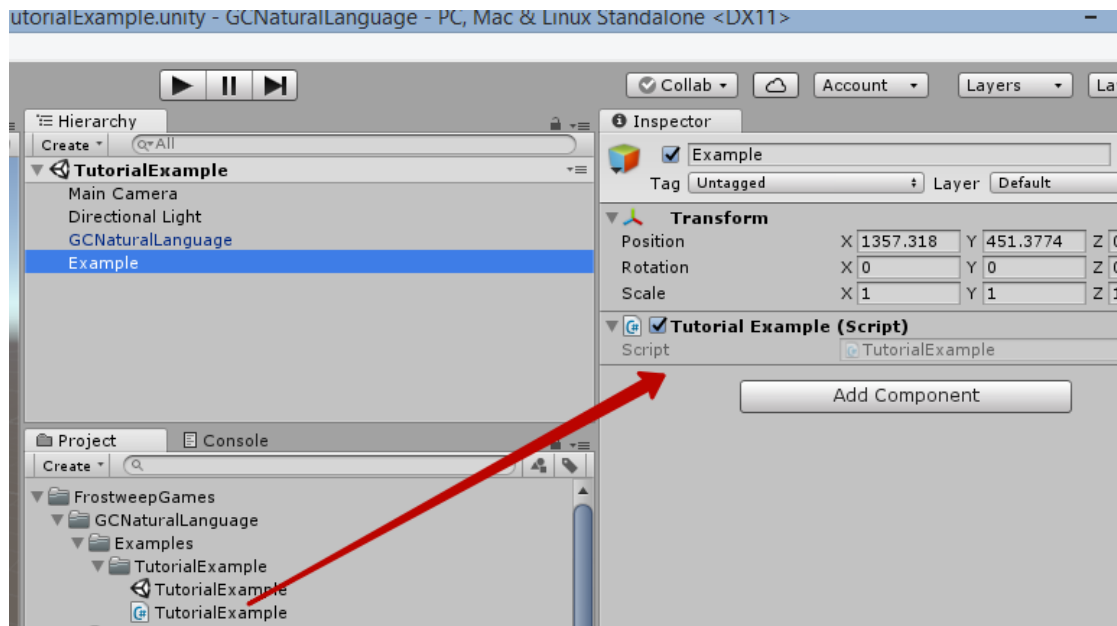 utorialExample.unity - GCNaturalLanguage - PC, Mac & Linux Standalone <DX11>
Collab Account Layers La
Hierarchy
Create All
TutorialExample
Main Camera
Directional Light
GCNaturalLanguage
Example
Project Console
Create
FrostweepGames
GCNaturalLanguage
Examples
TutorialExample
TutorialExample
TutorialExample
Inspector
Example
Tag Untagged Layer Default
Transform
Position X 1357.318 Y 451.3774 Z
Rotation X 0 Y 0 Z
Scale X 1 Y 1 Z
Tutorial Example (Script)
Script TutorialExample
Add Component